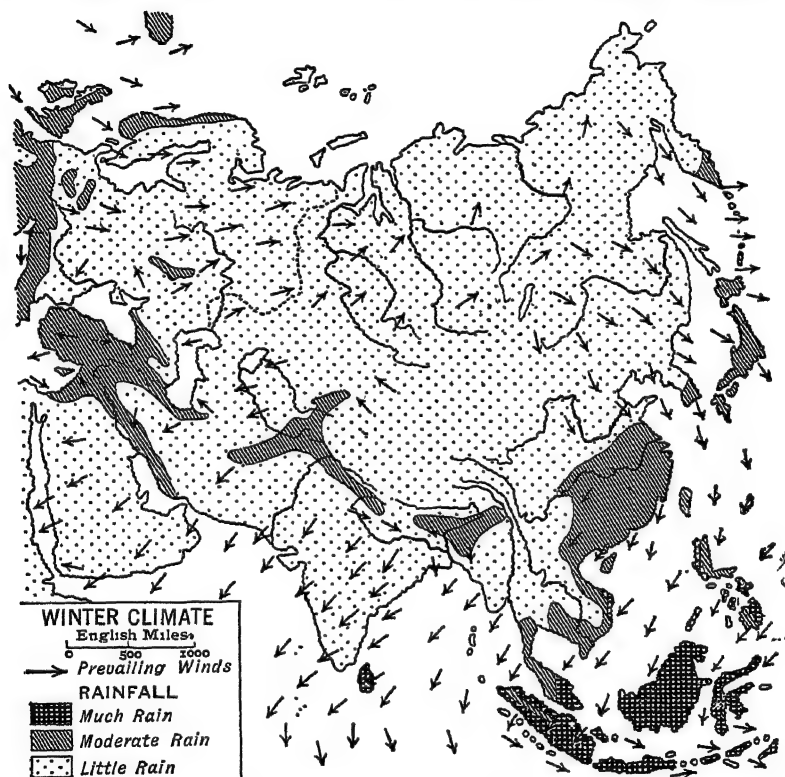 WINTER CLIMATE
English Miles
0 500 1000
Prevailing Winds
RAINFALL
Much Rain
Moderate Rain
Little Rain